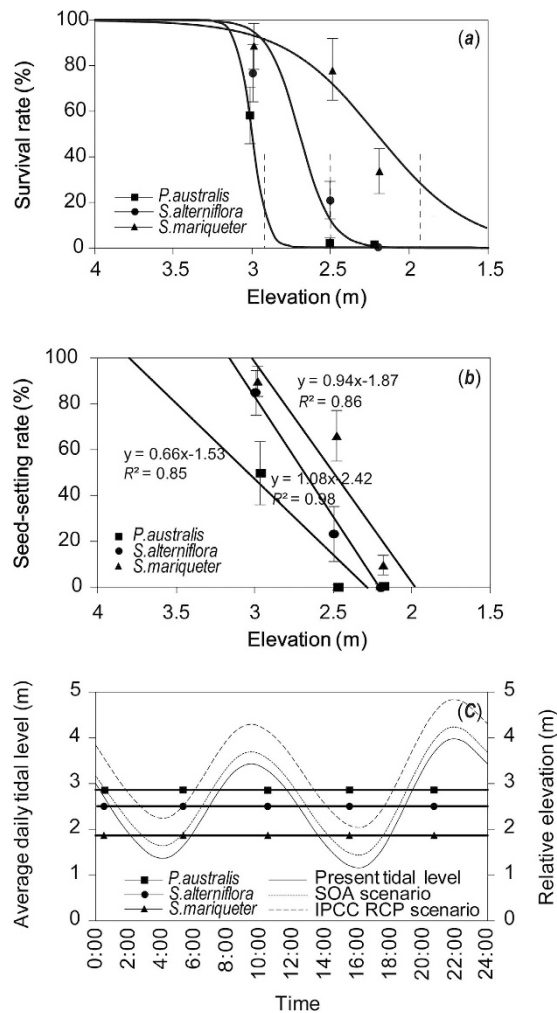 (a)
Survival rate (%)
100
80
60
40
20
0
P.australis
S.alterniflora
S.mariqueter
4 3 2.5 2 1.5
Elevation (m)
(b)
Seed-setting rate (%)
100
80
60
40
20
0
y = 0.94x-1.87
R² = 0.86
y = 0.66x-1.53
R² = 0.85
y = 1.08x-2.42
R² = 0.98
P.australis
S.alterniflora
S.mariqueter
4 3 2.5 2 1.5
Elevation (m)
(C)
Average daily tidal level (m)
5
4
3
2
1
0
5
4
3
2
1
0
Relative elevation (m)
P.australis
S.alterniflora
S.mariqueter
Present tidal level
SOA scenario
IPCC RCP scenario
0:00 2:00 4:00 6:00 8:00 10:00 12:00 14:00 16:00 18:00 20:00 22:00 24:00
Time